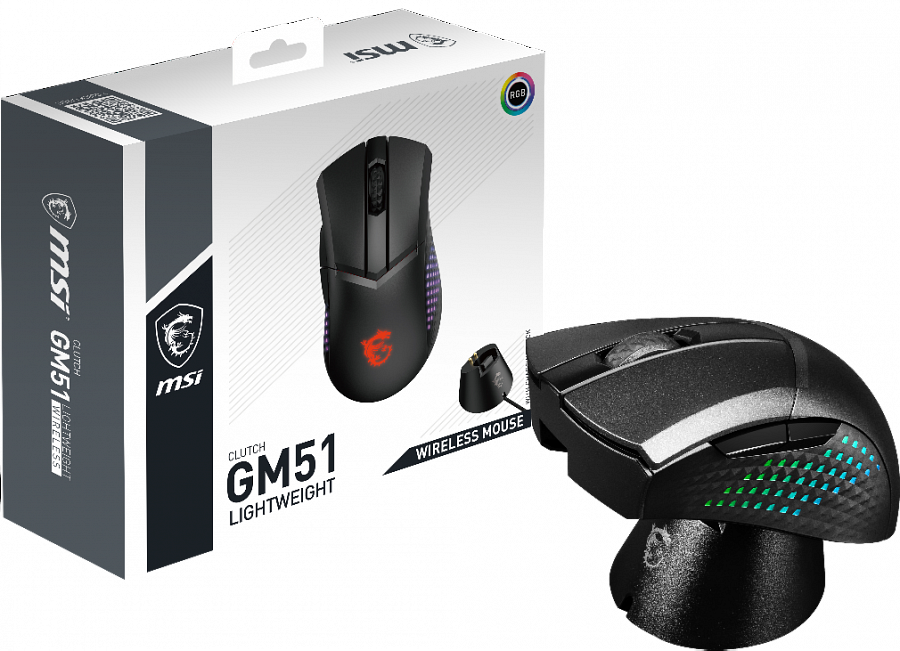 msi
RGB
msi
CLUTCH
GM51
LIGHTWEIGHT
WIRELESS
msi
CLUTCH
GM51
LIGHTWEIGHT
WIRELESS MOUSE